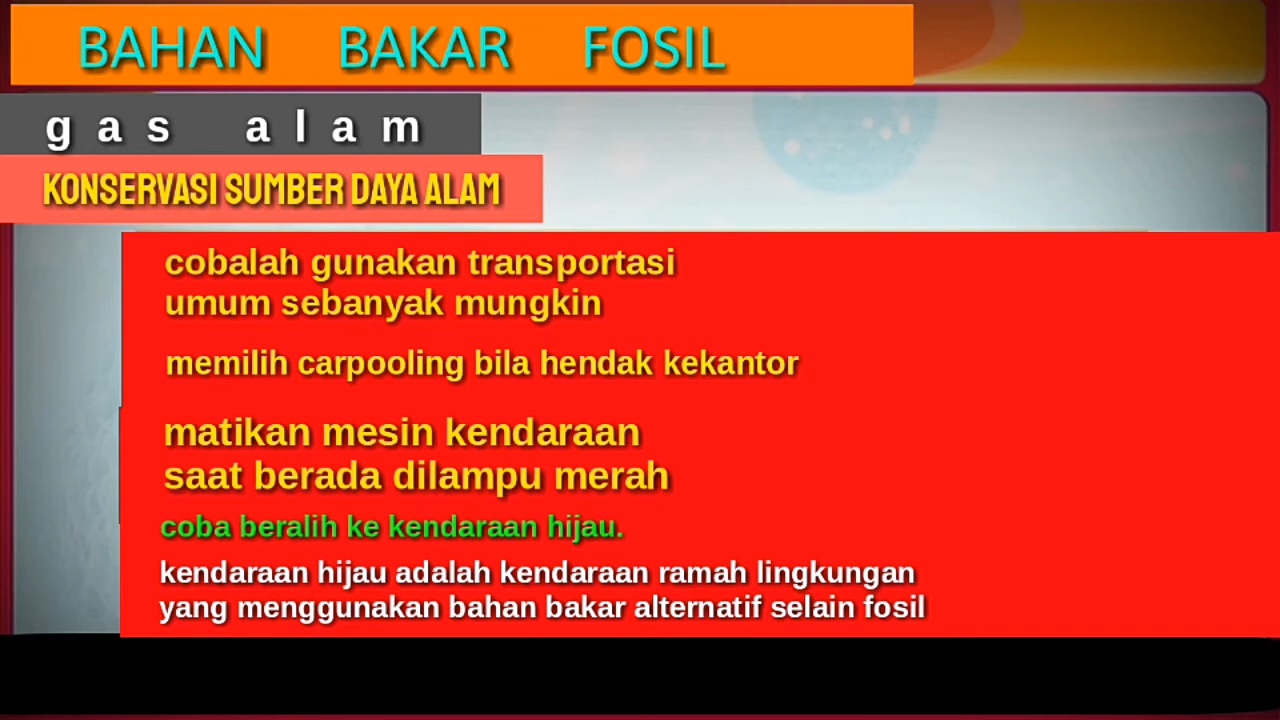 BAHAN BAKAR FOSIL
gas alam
KONSERVASI SUMBER DAYA ALAM
cobalah gunakan transportasi
umum sebanyak mungkin
memilih carpooling bila hendak kekantor
matikan mesin kendaraan
saat berada dilampu merah
coba beralih ke kendaraan hijau.
kendaraan hijau adalah kendaraan ramah lingkungan
yang menggunakan bahan bakar alternatif selain fosil